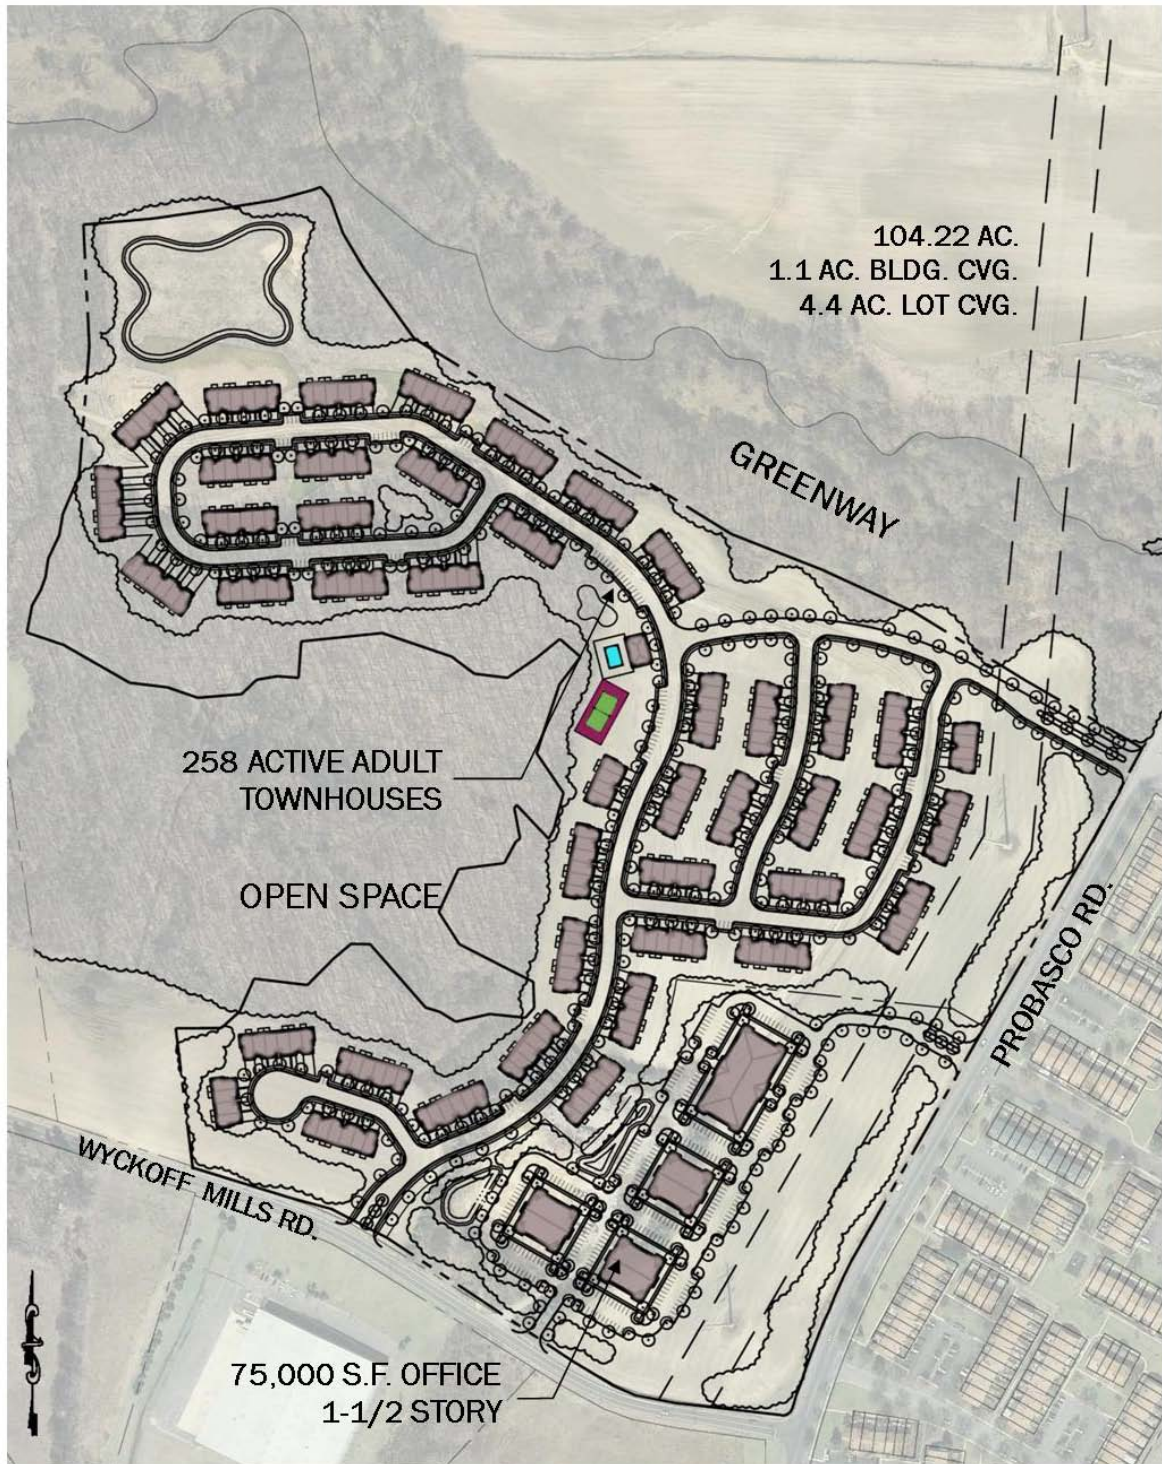 104.22 AC.
1.1 AC. BLDG. CVG.
4.4 AC. LOT CVG.
GREENWAY
258 ACTIVE ADULT
TOWNHOUSES
OPEN SPACE
PROBASCO RD.
WYCKOFF MILLS RD.
75,000 S.F. OFFICE
1-1/2 STORY